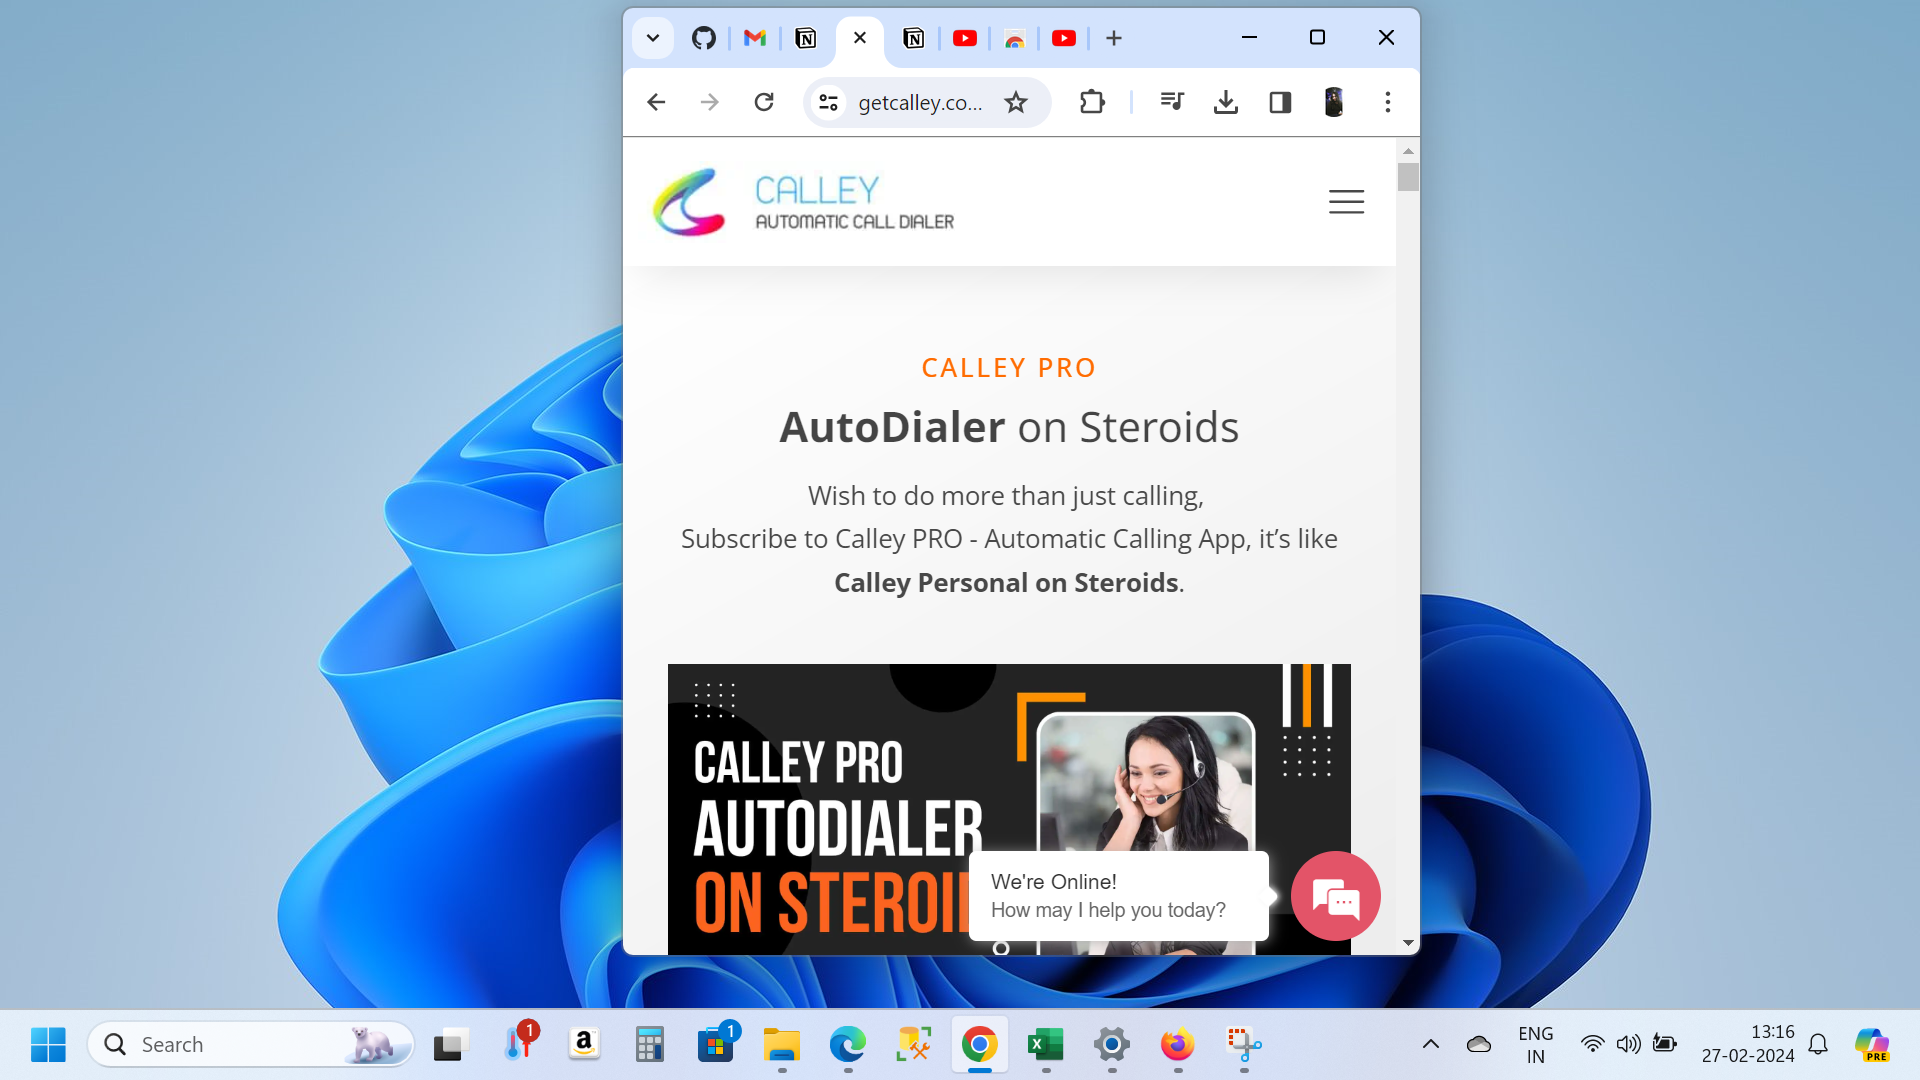 getcalley.co...
CALLEY
AUTOMATIC CALL DIALER
CALLEY PRO
AutoDialer on Steroids
Wish to do more than just calling,
Subscribe to Calley PRO - Automatic Calling App, it’s like
Calley Personal on Steroids.
CALLEY PRO
AUTODIALER
ON STEROI
We're Online!
How may I help you today?
Search
1
1
ENG
IN
13:16
27-02-2024
PRE